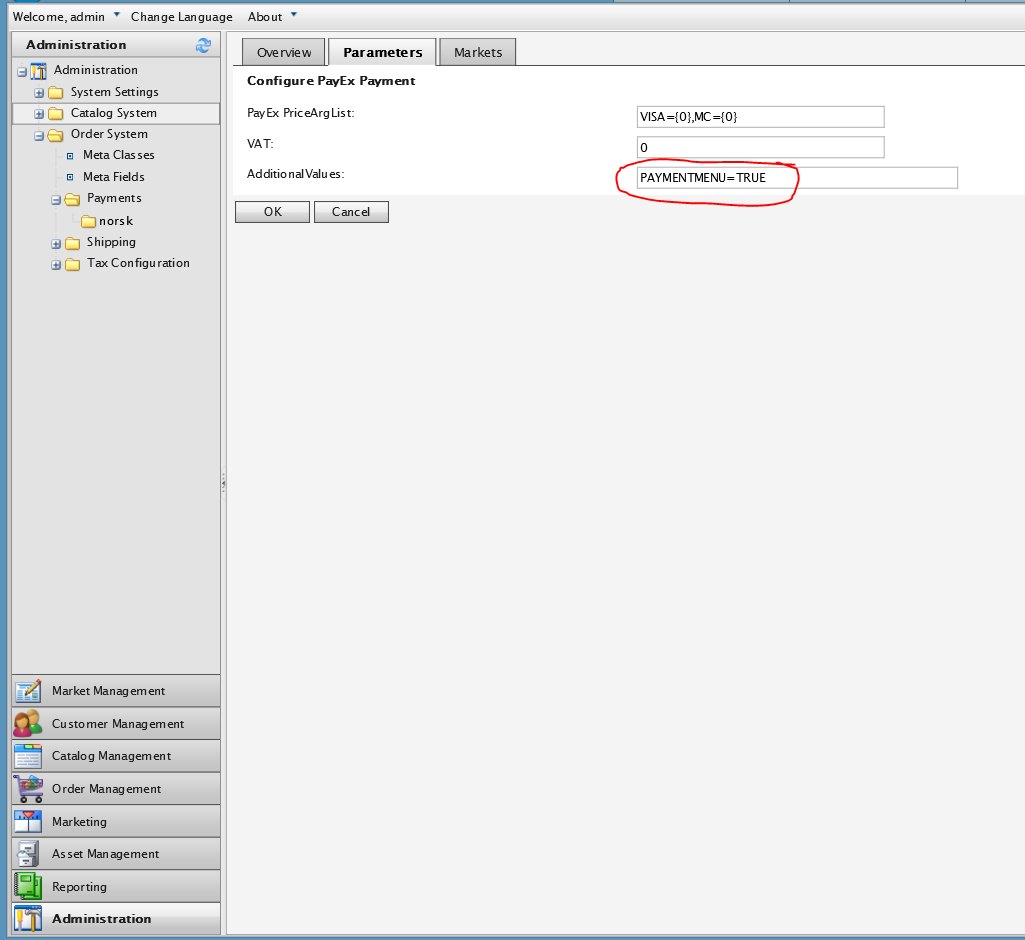 Welcome, admin Change Language About
Administration
Administration
System Settings
Catalog System
Order System
Meta Classes
Meta Fields
Payments
norsk
Shipping
Tax Configuration
Market Management
Customer Management
Catalog Management
Order Management
Marketing
Asset Management
Reporting
Administration
Overview Parameters Markets
Configure PayEx Payment
PayEx PriceArgList: VISA={0},MC={0}
VAT: 0
AdditionalValues: PAYMENTMENU=TRUE
OK Cancel